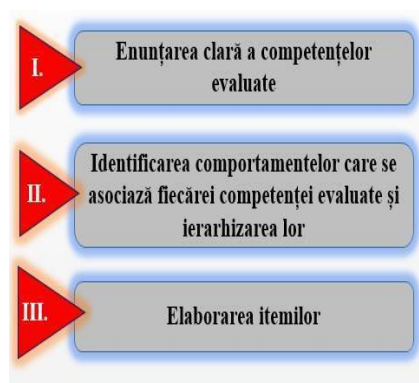 I.
Enunțarea clară a competențelor
evaluate
II.
Identificarea comportamentelor care se
asociază fiecărei competenței evaluate și
ierarhizarea lor
III.
Elaborarea itemilor